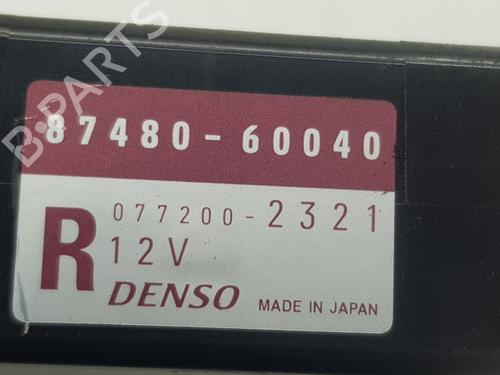 87480-60040
R
077200-2321
12V
DENSO MADE IN JAPAN
B-PARTS